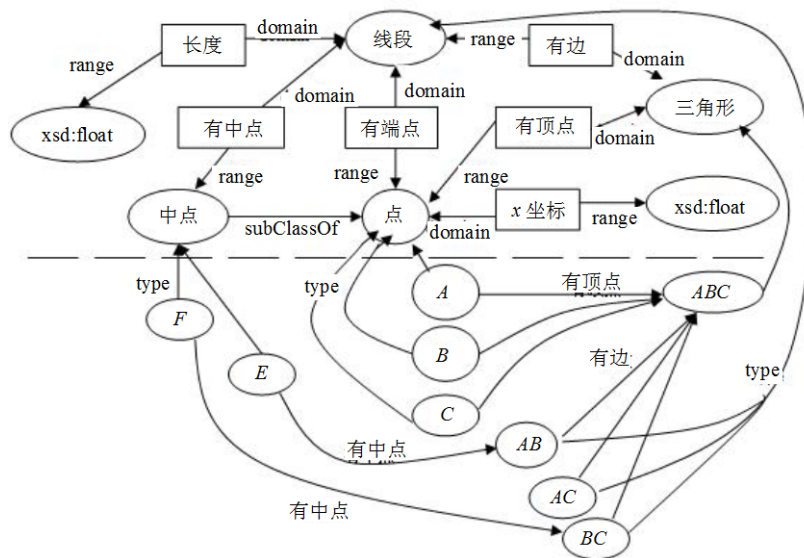 长度
domain
线段
range
有边
range
domain
domain
domain
三角形
xsd:float
有中点
有端点
有顶点
domain
range
range
range
中点
subClassOf
点
domain
x 坐标
range
xsd:float
type
type
A
有顶点
ABC
F
B
有边
E
C
type
有中点
AB
AC
有中点
BC